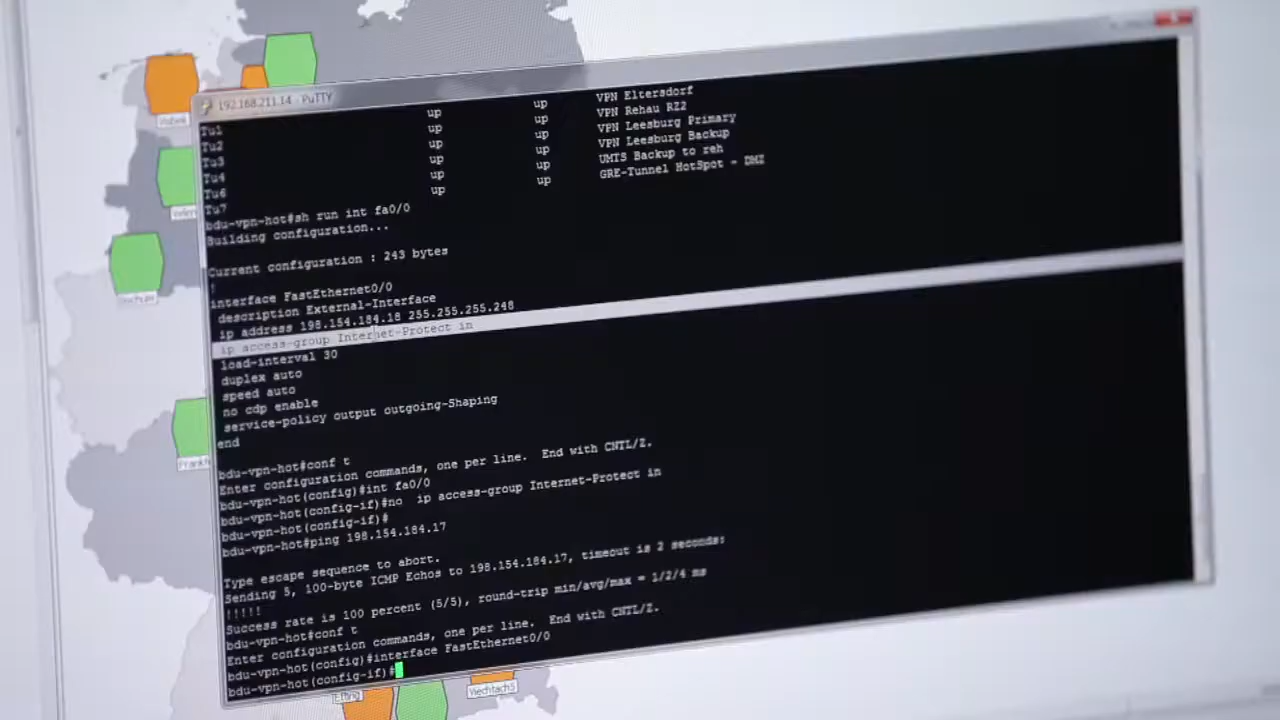 192.168.211.14 - PuTTY
Tu1 up up VPN Eltersdorf
Tu2 up up VPN Rehau RZ2
Tu3 up up VPN Leesburg Primary
Tu4 up up VPN Leesburg Backup
Tu6 up up UMTS Backup to reh
Tu7 up up GRE-Tunnel HotSpot - DMZ
bdu-vpn-hot#sh run int fa0/0
Building configuration...
Current configuration : 243 bytes
!
interface FastEthernet0/0
description External-Interface
ip address 198.154.184.18 255.255.255.248
ip access-group Internet-Protect in
load-interval 30
duplex auto
speed auto
no cdp enable
service-policy output outgoing-Shaping
end
bdu-vpn-hot#conf t
Enter configuration commands, one per line. End with CNTL/Z.
bdu-vpn-hot(config)#int fa0/0
bdu-vpn-hot(config-if)#no ip access-group Internet-Protect in
bdu-vpn-hot(config-if)#
bdu-vpn-hot#ping 198.154.184.17
Type escape sequence to abort.
Sending 5, 100-byte ICMP Echos to 198.154.184.17, timeout is 2 seconds:
!!!!!
Success rate is 100 percent (5/5), round-trip min/avg/max = 1/2/4 ms
bdu-vpn-hot#conf t
Enter configuration commands, one per line. End with CNTL/Z.
bdu-vpn-hot(config)#interface FastEthernet0/0
bdu-vpn-hot(config-if)#
Viechtach5